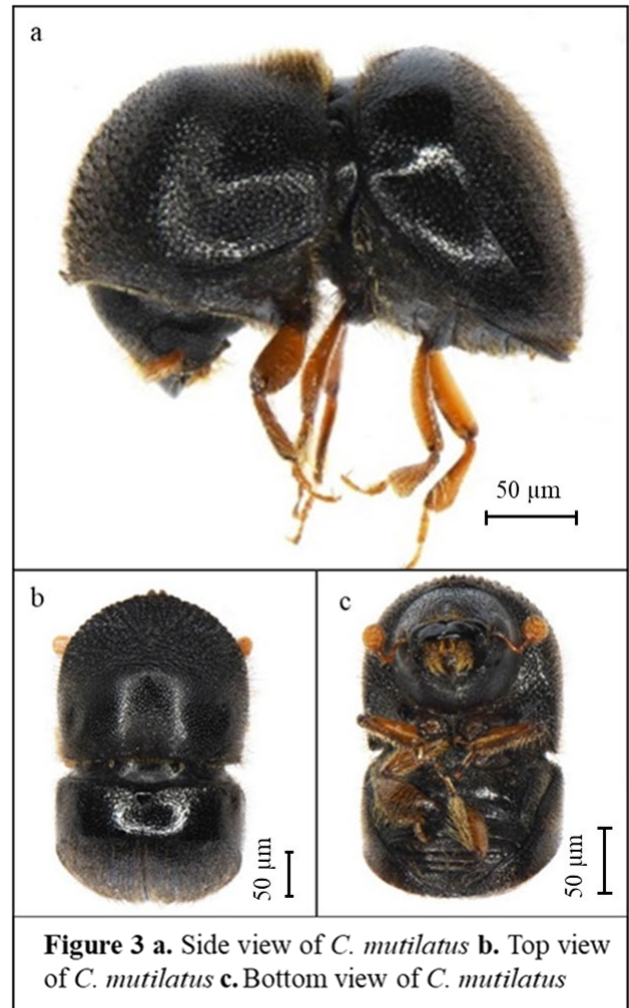 a
50 µm
b
c
50 µm
50 µm
Figure 3 a. Side view of C. mutilatus b. Top view
of C. mutilatus c. Bottom view of C. mutilatus